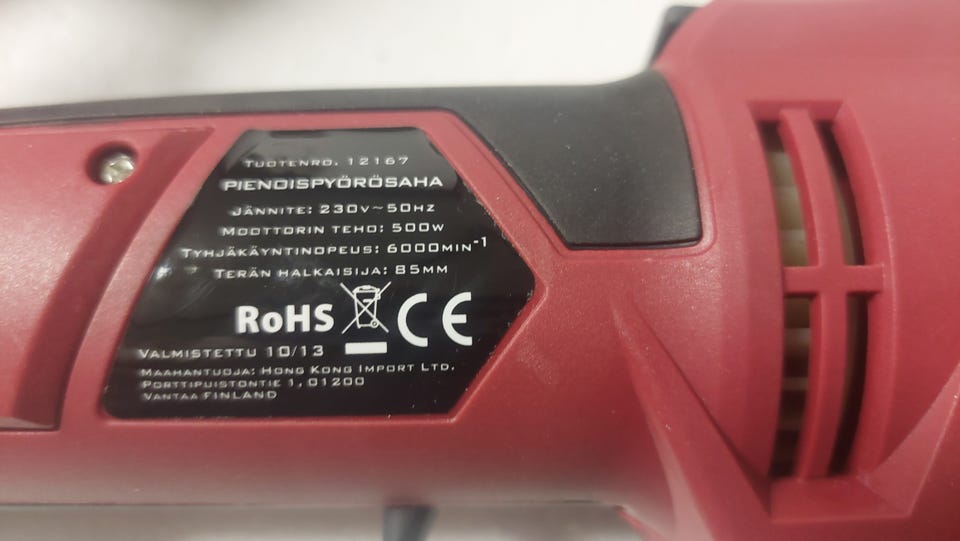 TUOTENRO. 12167
PIENOISPYÖRÖSAHA
JÄNNITE: 230V~50HZ
MOOTTORIN TEHO: 500W
TYHJÄKÄYNTINOPEUS: 6000MIN⁻¹
TERÄN HALKAISIJA: 85MM
RoHS CE
VALMISTETTU 10/13
MAAHANTUOJA: HONG KONG IMPORT LTD.
PORTTIPUISTONTIE 1, 01200
VANTAA FINLAND